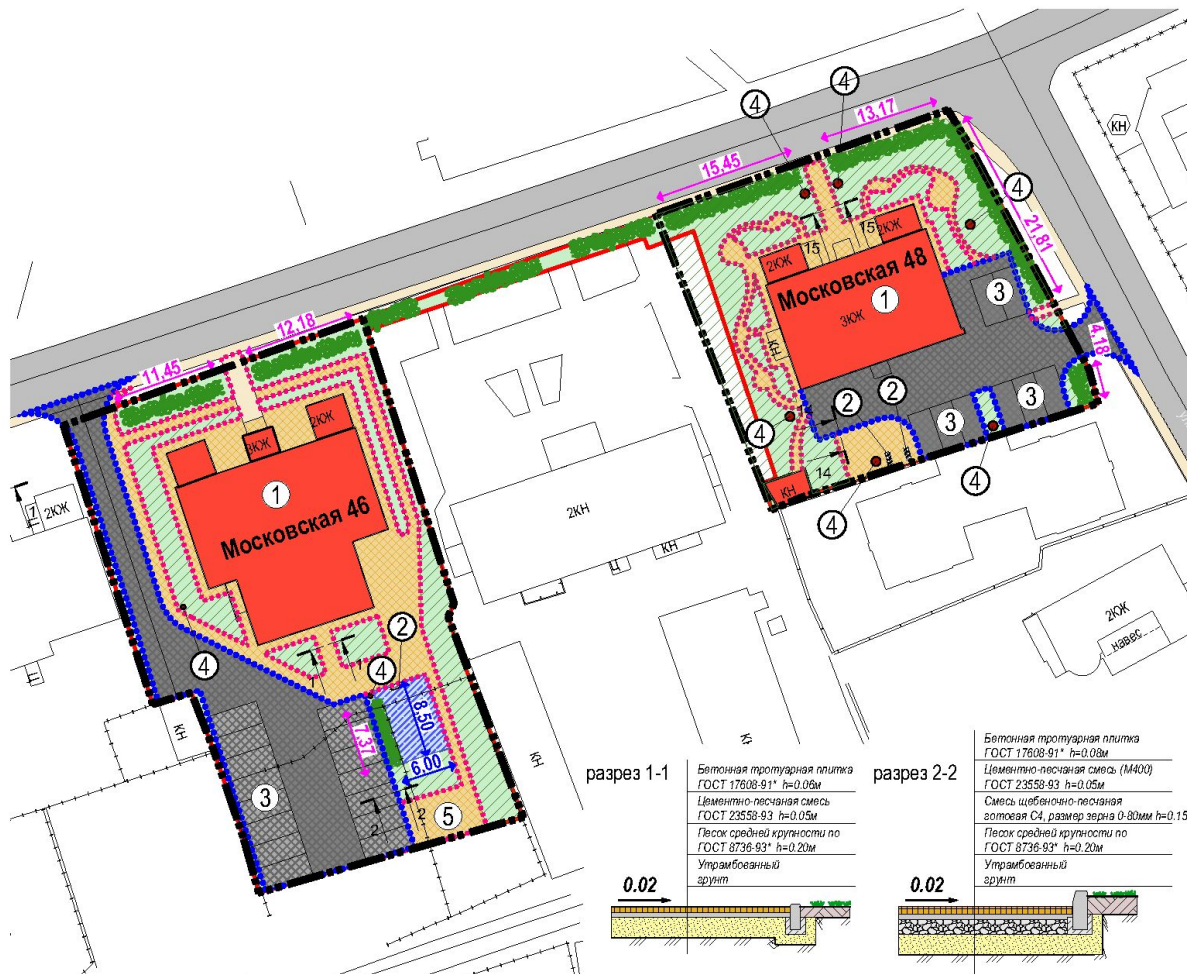 4
4
13,17
КН
15,45
4
21,81
2КЖ
15
15
2КЖ
Московская 48
1
3
3КЖ
12,18
КН
4,18
11,45
2
2
3
3
4
2КЖ
3КЖ
14
4
КН
4
1
Московская 46
2КН
2КЖ
КН
2КЖ
навес
2
4
1
1
4
8,50
КН
7,37
6,00
КН
3
5
2
2
разрез 1-1
Бетонная тротуарная плитка
ГОСТ 17608-91* h=0.06м
Цементно-песчаная смесь
ГОСТ 23558-93 h=0.05м
Песок средней крупности по
ГОСТ 8736-93* h=0.20м
Утрамбованный
грунт
0.02
разрез 2-2
Бетонная тротуарная плитка
ГОСТ 17608-91* h=0.08м
Цементно-песчаная смесь (М400)
ГОСТ 23558-93 h=0.05м
Смесь щебеночно-песчаная
готовая С4, размер зерна 0-80мм h=0.15
Песок средней крупности по
ГОСТ 8736-93* h=0.20м
Утрамбованный
грунт
0.02